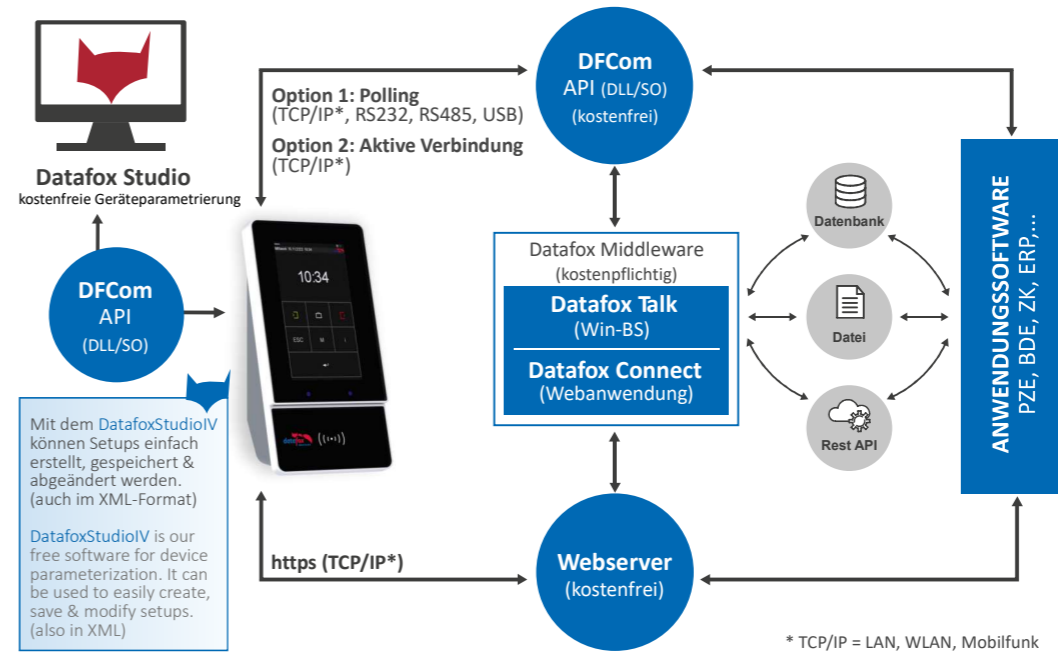 Datafox Studio
kostenfreie Geräteparametrierung
DFCom
API
(DLL/SO)
Mit dem DatafoxStudioIV
können Setups einfach
erstellt, gespeichert &
abgeändert werden.
(auch im XML-Format)
DatafoxStudioIV is our
free software for device
parameterization. It can
be used to easily create,
save & modify setups.
(also in XML)
Option 1: Polling
(TCP/IP*, RS232, RS485, USB)
Option 2: Aktive Verbindung
(TCP/IP*)
10:34
ESC
datafox
https (TCP/IP*)
DFCom
API (DLL/SO)
(kostenfrei)
Datafox Middleware
(kostenpflichtig)
Datafox Talk
(Win-BS)
Datafox Connect
(Webanwendung)
Webserver
(kostenfrei)
Datenbank
Datei
Rest API
ANWENDUNGSSOFTWARE
PZE, BDE, ZK, ERP,...
* TCP/IP = LAN, WLAN, Mobilfunk